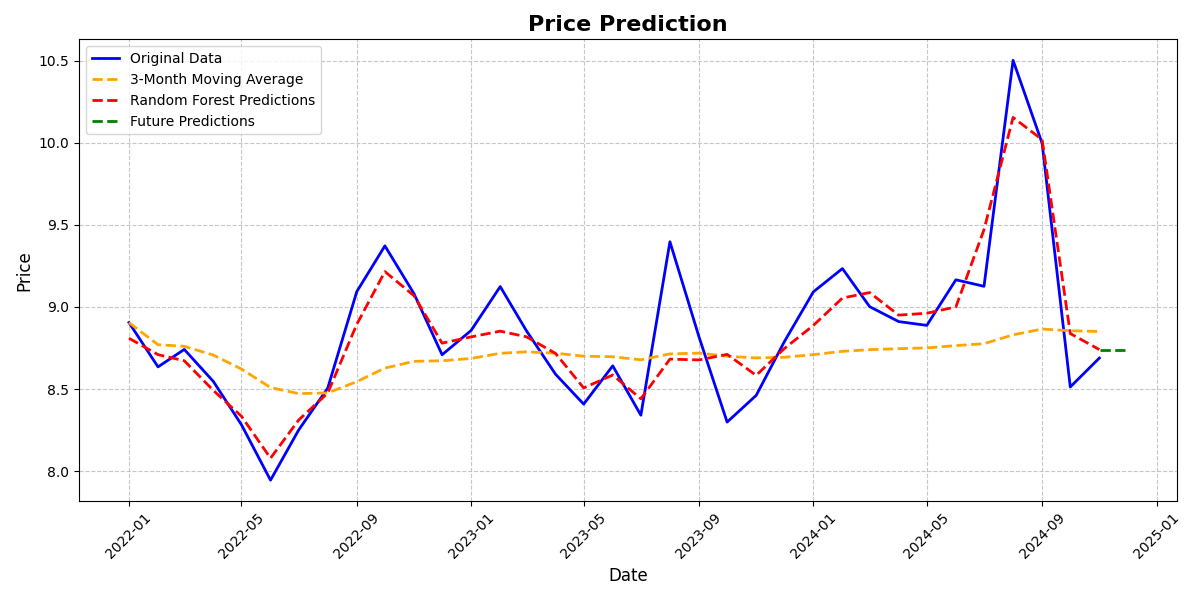 Price Prediction
Original Data
3-Month Moving Average
Random Forest Predictions
Future Predictions
Price
10.5
10.0
9.5
9.0
8.5
8.0
2022-01
2022-05
2022-09
2023-01
2023-05
2023-09
2024-01
2024-05
2024-09
2025-01
Date